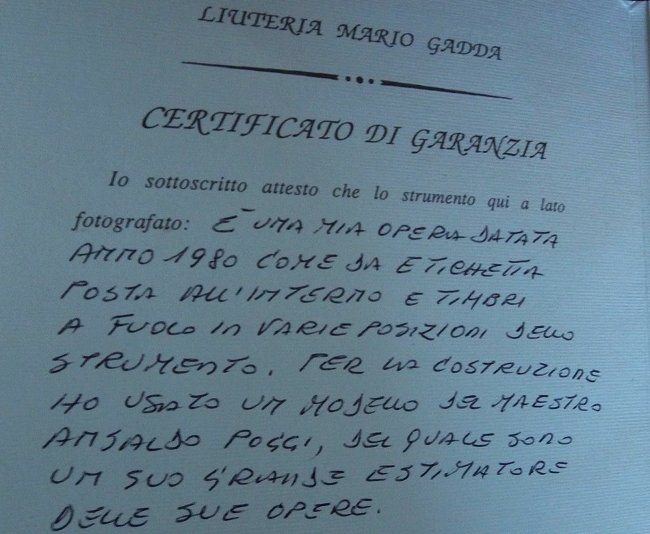 LIUTERIA MARIO GADDA
CERTIFICATO DI GARANZIA
Io sottoscritto attesto che lo strumento qui a lato
fotografato: È UNA MIA OPERA DATATA
ANNO 1980 COME DA ETICHETTA
POSTA ALL'INTERNO E TIMBRI
A FUOCO IN VARIE POSIZIONI DELLO
STRUMENTO. PER LA COSTRUZIONE
HO USATO UN MODELLO DEL MAESTRO
ANSALDO POGGI, DEL QUALE SONO
UN SUO GRANDE ESTIMATORE
DELLE SUE OPERE.